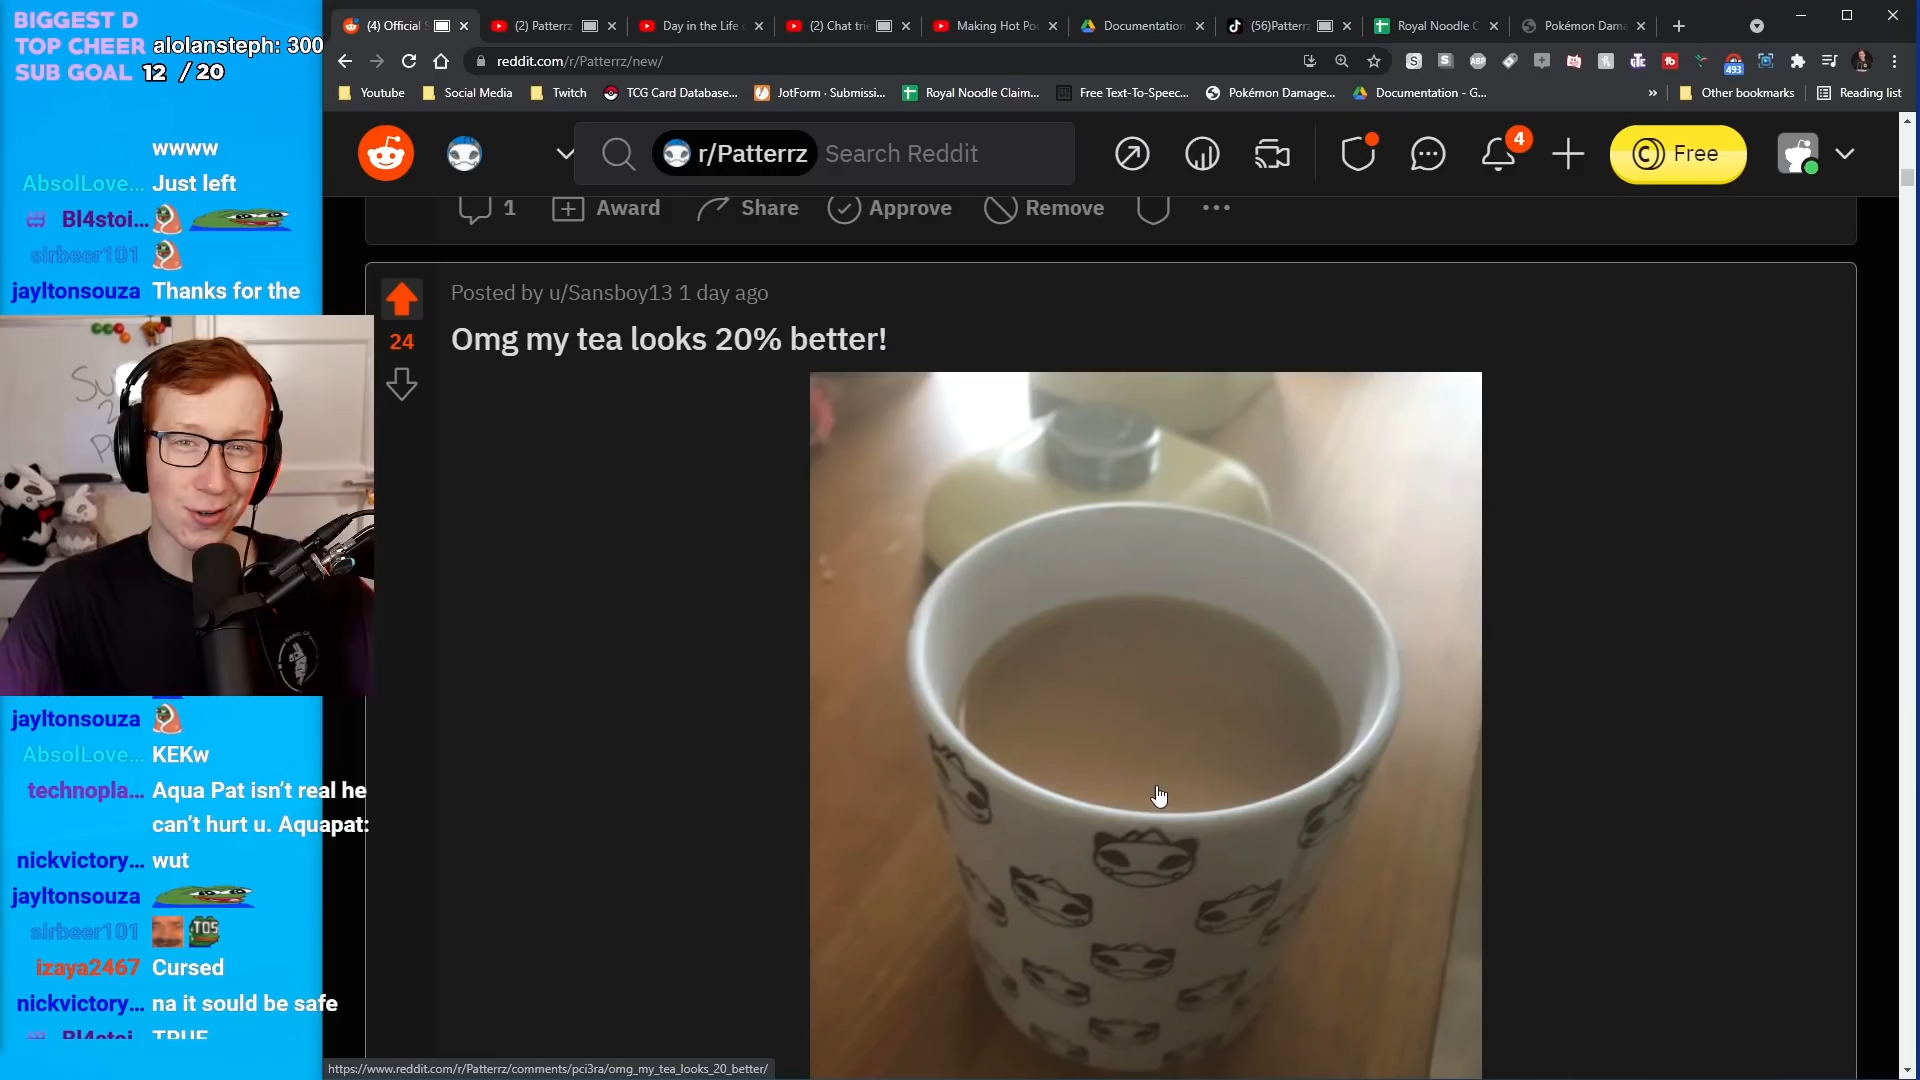 BIGGEST D
TOP CHEER alolansteph: 300
SUB GOAL 12 / 20
wwww
AbsolLove... Just left
Bl4stoi...
sirbeer101
jayltonsouza Thanks for the
jayltonsouza
AbsolLove... KEKw
technopla... Aqua Pat isn't real he
can't hurt u. Aquapat:
nickvictory... wut
jayltonsouza
sirbeer101 TOS
izaya2467 Cursed
nickvictory... na it sould be safe
Bl4stoi... TRUE
(4) Official
(2) Patterrz
Day in the Life
(2) Chat trie
Making Hot Po
Documentation
(56)Patterrz
Royal Noodle C
Pokémon Dama
reddit.com/r/Patterrz/new/
493
Youtube
Social Media
Twitch
TCG Card Database...
JotForm · Submissi...
Royal Noodle Claim...
Free Text-To-Speec...
Pokémon Damage...
Documentation - G...
»
Other bookmarks
Reading list
r/Patterrz Search Reddit
4
Free
1 Award Share Approve Remove ...
Posted by u/Sansboy13 1 day ago
24
Omg my tea looks 20% better!
https://www.reddit.com/r/Patterrz/comments/pci3ra/omg_my_tea_looks_20_better/